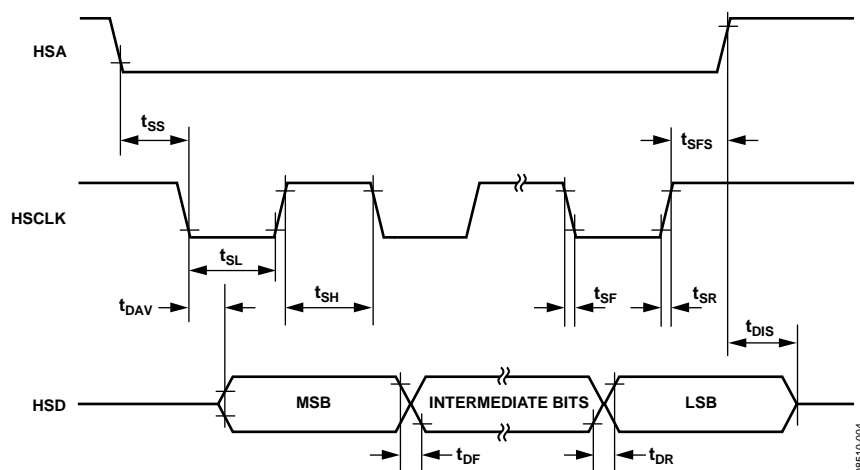 HSA
tSS
tSFS
HSCLK
tSL
tSH
tSF
tSR
tDAV
tDIS
HSD
MSB
INTERMEDIATE BITS
LSB
tDF
tDR